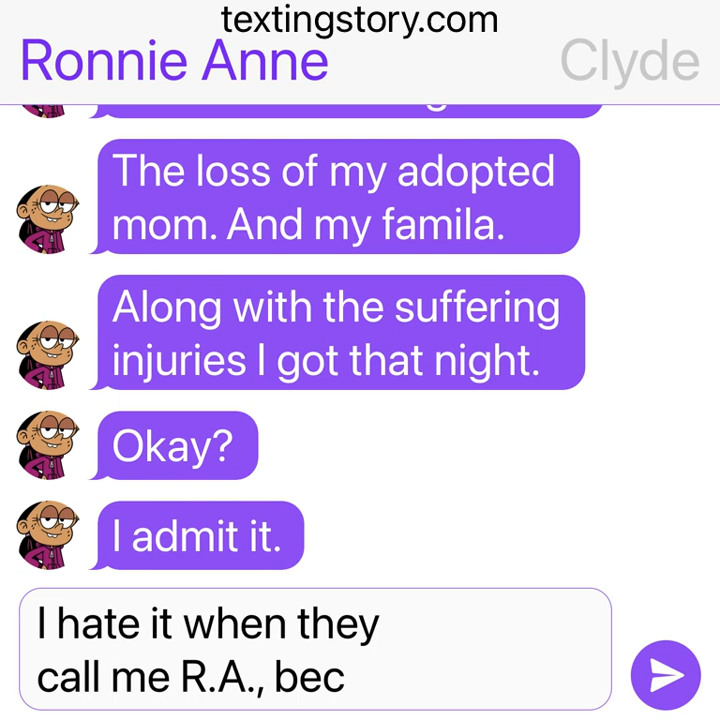 textingstory.com
Ronnie Anne
Clyde
The loss of my adopted
mom. And my famila.
Along with the suffering
injuries I got that night.
Okay?
I admit it.
I hate it when they
call me R.A., bec